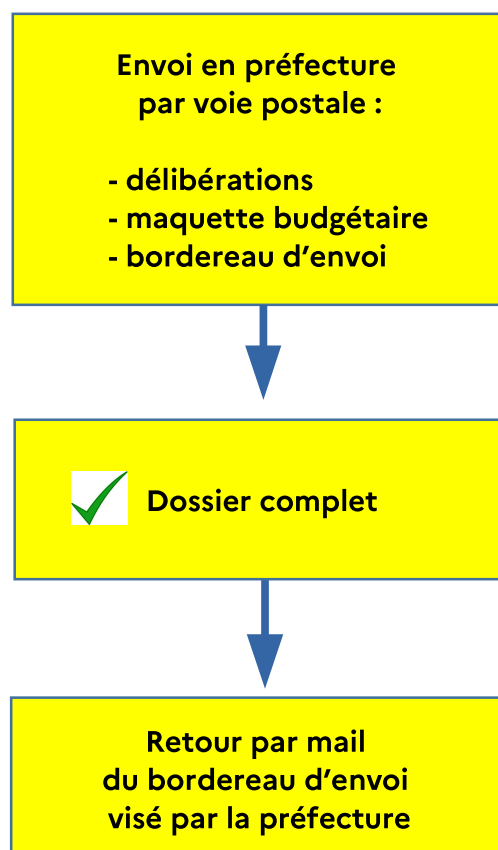 Envoi en préfecture
par voie postale :
- délibérations
- maquette budgétaire
- bordereau d’envoi
Dossier complet
Retour par mail
du bordereau d’envoi
visé par la préfecture